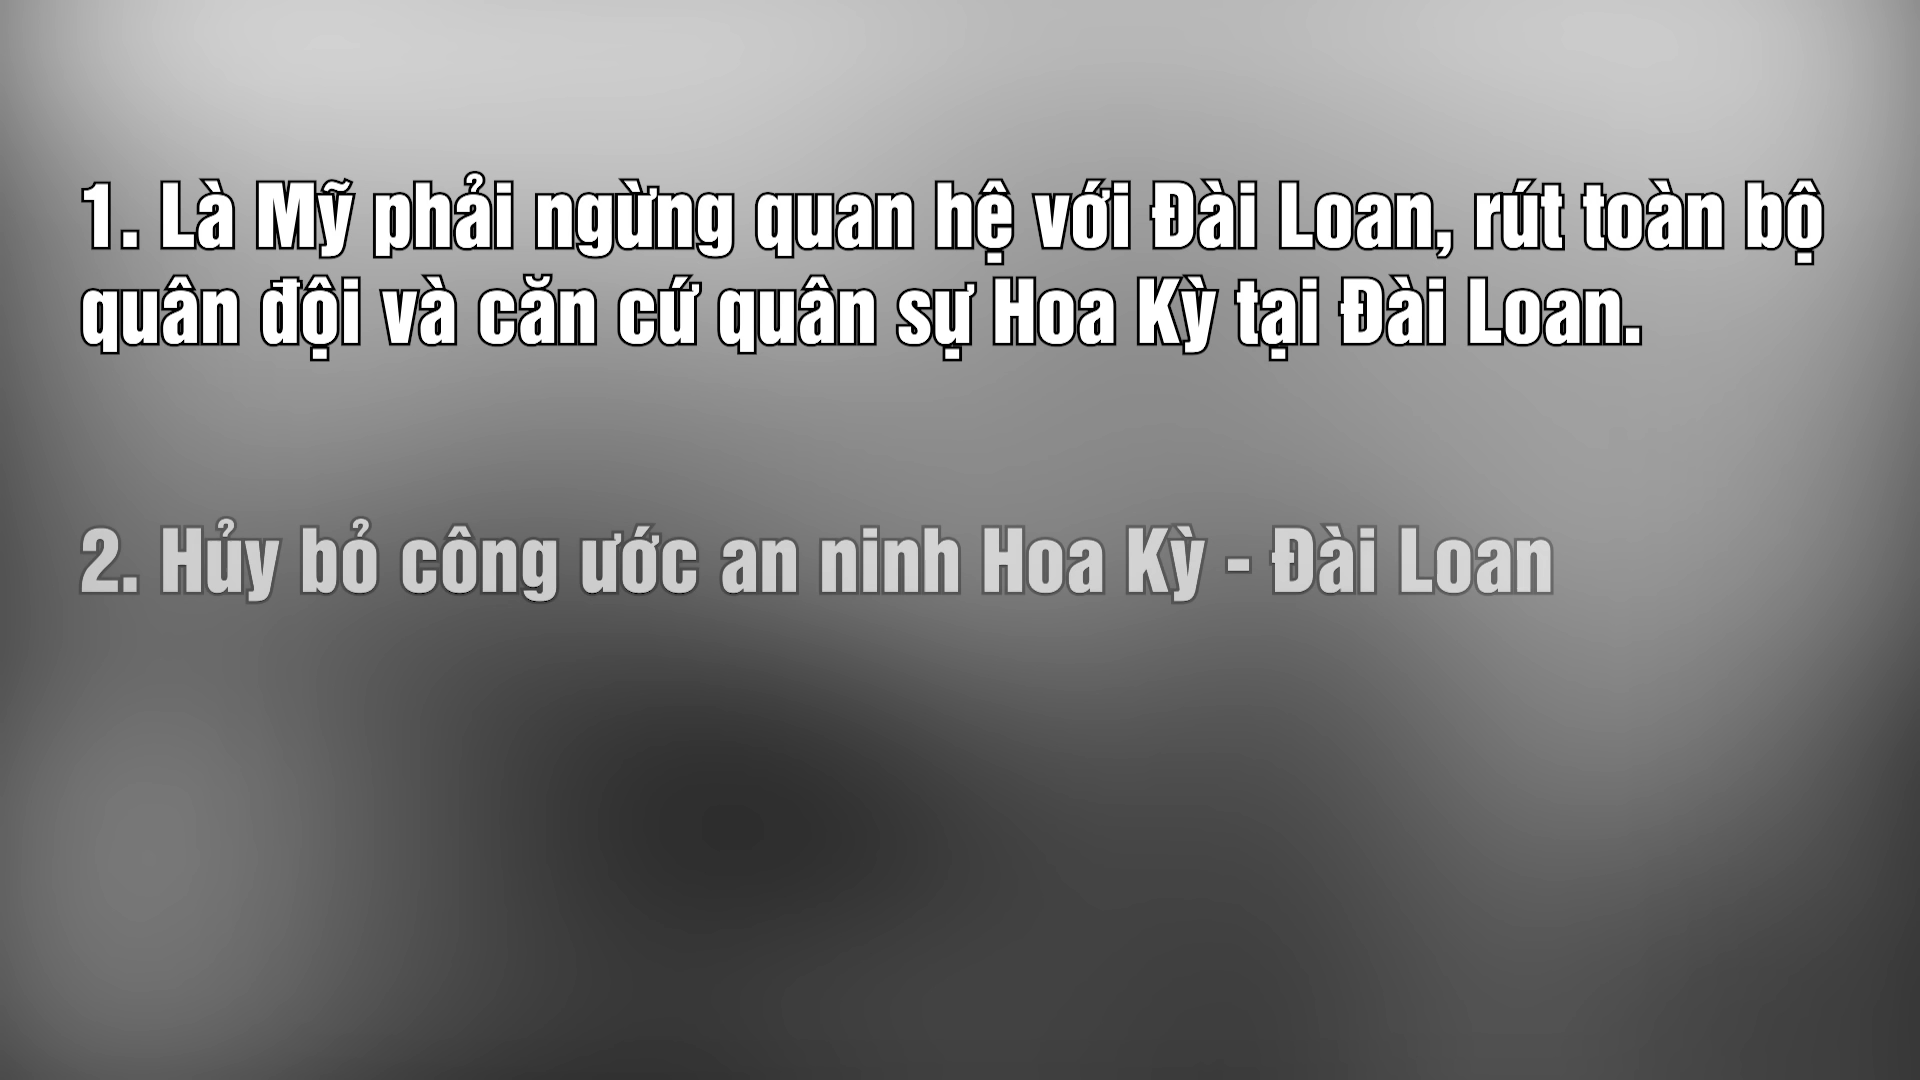 1. Là Mỹ phải ngừng quan hệ với Đài Loan, rút toàn bộ
quân đội và căn cứ quân sự Hoa Kỳ tại Đài Loan.
2. Hủy bỏ công ước an ninh Hoa Kỳ - Đài Loan